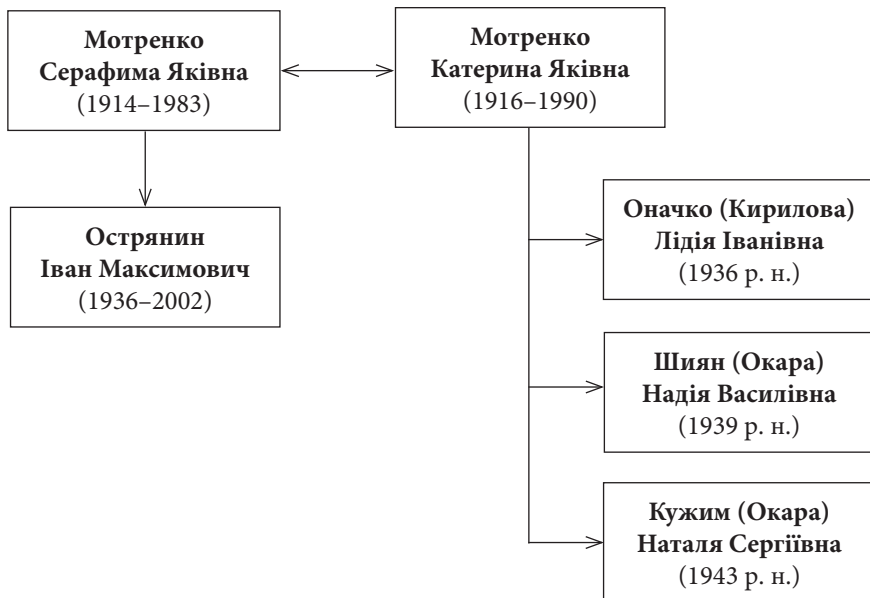 Мотренко
Серафима Яківна
(1914–1983)
Мотренко
Катерина Яківна
(1916–1990)
Острянин
Іван Максимович
(1936–2002)
Оначко (Кирилова)
Лідія Іванівна
(1936 р. н.)
Шиян (Окара)
Надія Василівна
(1939 р. н.)
Кужим (Окара)
Наталя Сергіївна
(1943 р. н.)